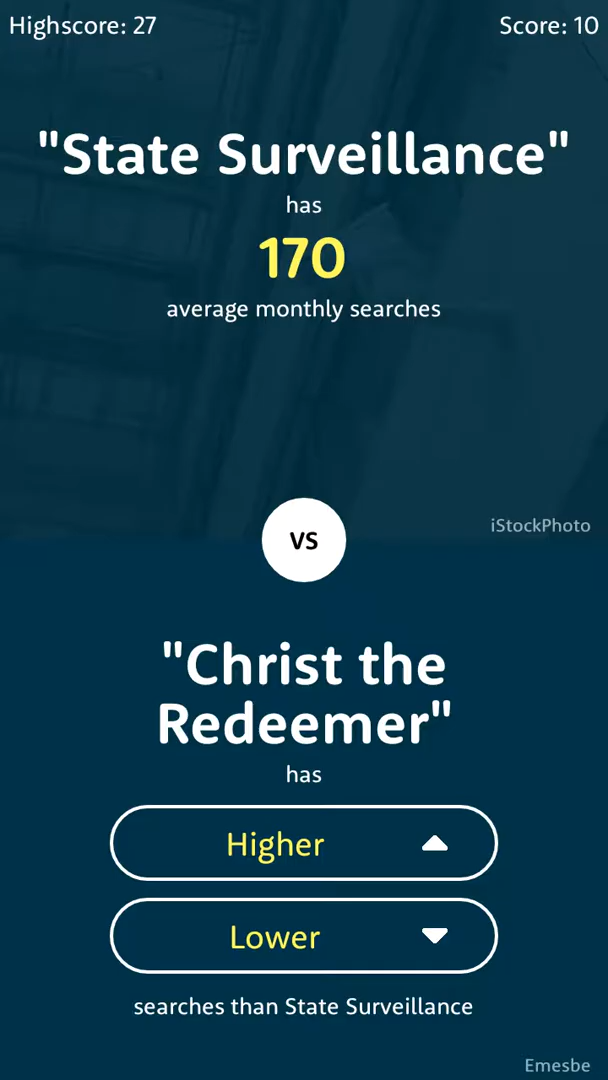 Highscore: 27
Score: 10
"State Surveillance"
has
170
average monthly searches
iStockPhoto
VS
"Christ the
Redeemer"
has
Higher
Lower
searches than State Surveillance
Emesbe